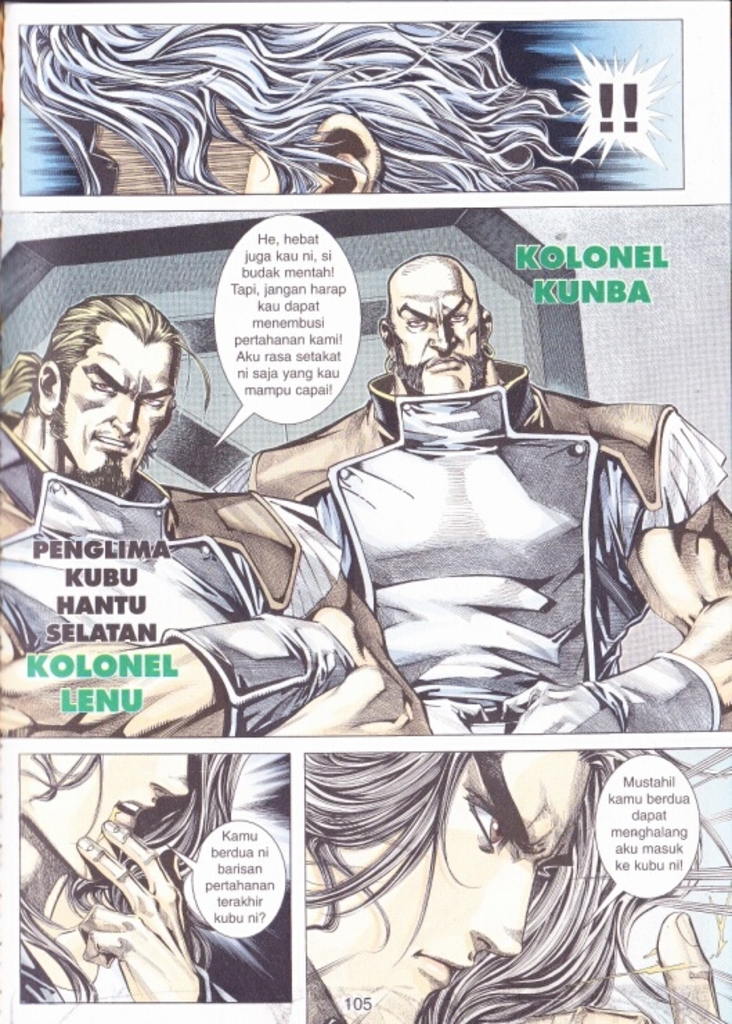 !!
He, hebat
juga kau ni, si
budak mentah!
Tapi, jangan harap
kau dapat
menembusi
pertahanan kami!
Aku rasa setakat
ni saja yang kau
mampu capai!
KOLONEL
KUNBA
PENGLIMA
KUBU
HANTU
SELATAN
KOLONEL
LENU
Kamu
berdua ni
barisan
pertahanan
terakhir
kubu ni?
Mustahil
kamu berdua
dapat
menghalang
aku masuk
ke kubu ni!
105